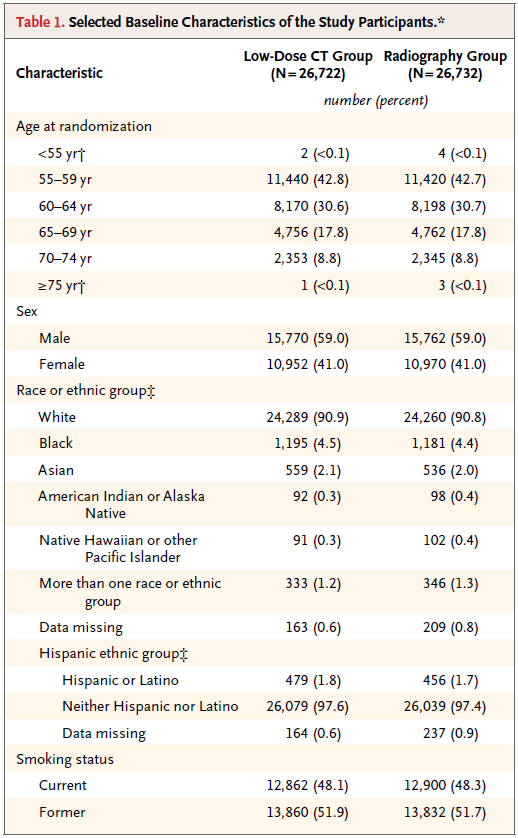 Table 1. Selected Baseline Characteristics of the Study Participants.*
Characteristic Low-Dose CT Group (N=26,722) Radiography Group (N=26,732)
number (percent)
Age at randomization
<55 yr† 2 (<0.1) 4 (<0.1)
55–59 yr 11,440 (42.8) 11,420 (42.7)
60–64 yr 8,170 (30.6) 8,198 (30.7)
65–69 yr 4,756 (17.8) 4,762 (17.8)
70–74 yr 2,353 (8.8) 2,345 (8.8)
≥75 yr† 1 (<0.1) 3 (<0.1)
Sex
Male 15,770 (59.0) 15,762 (59.0)
Female 10,952 (41.0) 10,970 (41.0)
Race or ethnic group‡
White 24,289 (90.9) 24,260 (90.8)
Black 1,195 (4.5) 1,181 (4.4)
Asian 559 (2.1) 536 (2.0)
American Indian or Alaska Native 92 (0.3) 98 (0.4)
Native Hawaiian or other Pacific Islander 91 (0.3) 102 (0.4)
More than one race or ethnic group 333 (1.2) 346 (1.3)
Data missing 163 (0.6) 209 (0.8)
Hispanic ethnic group‡
Hispanic or Latino 479 (1.8) 456 (1.7)
Neither Hispanic nor Latino 26,079 (97.6) 26,039 (97.4)
Data missing 164 (0.6) 237 (0.9)
Smoking status
Current 12,862 (48.1) 12,900 (48.3)
Former 13,860 (51.9) 13,832 (51.7)